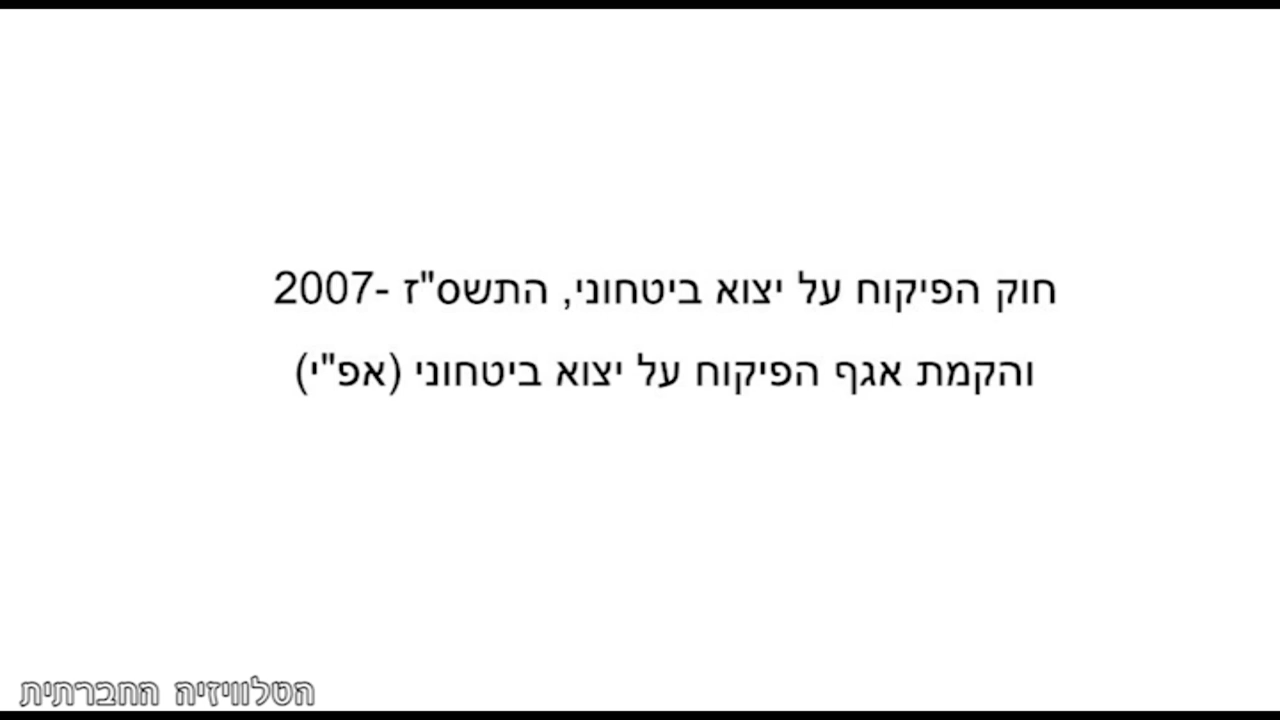 חוק הפיקוח על יצוא ביטחוני, התשס"ז -2007
והקמת אגף הפיקוח על יצוא ביטחוני (אפ"י)
הטלוויזיה החברתית